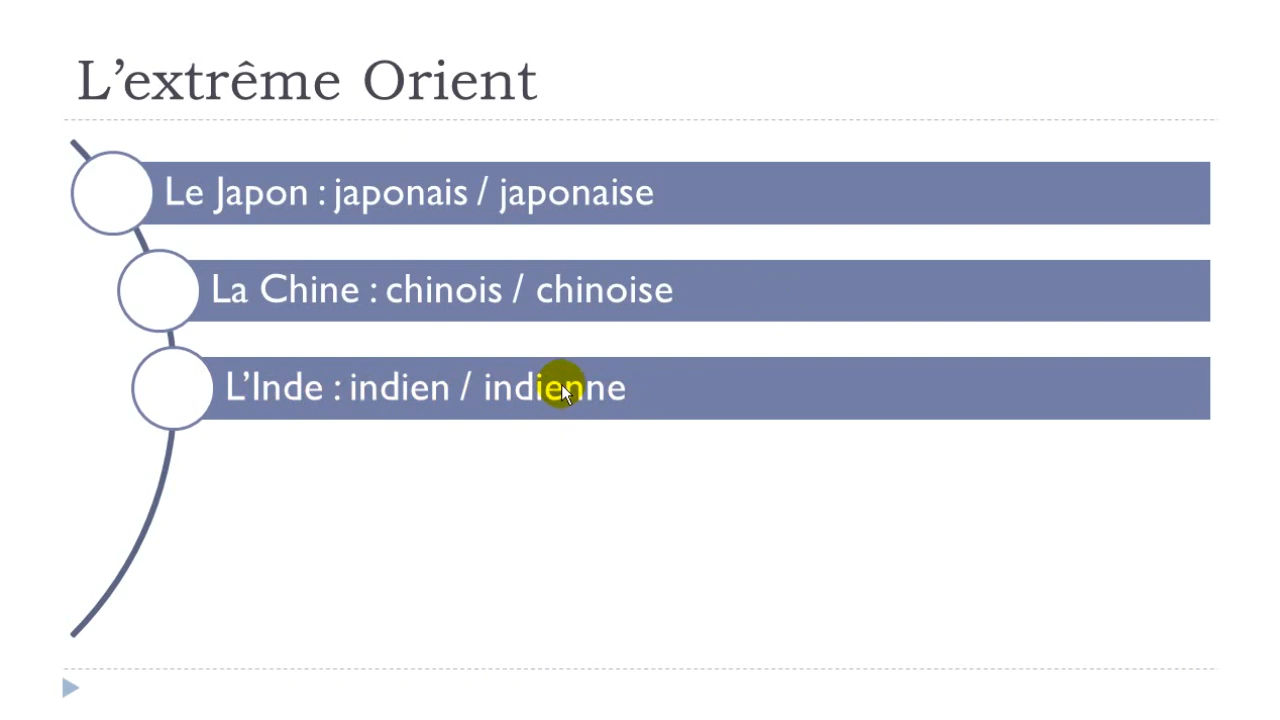 L’extrême Orient
Le Japon : japonais / japonaise
La Chine : chinois / chinoise
L’Inde : indien / indienne